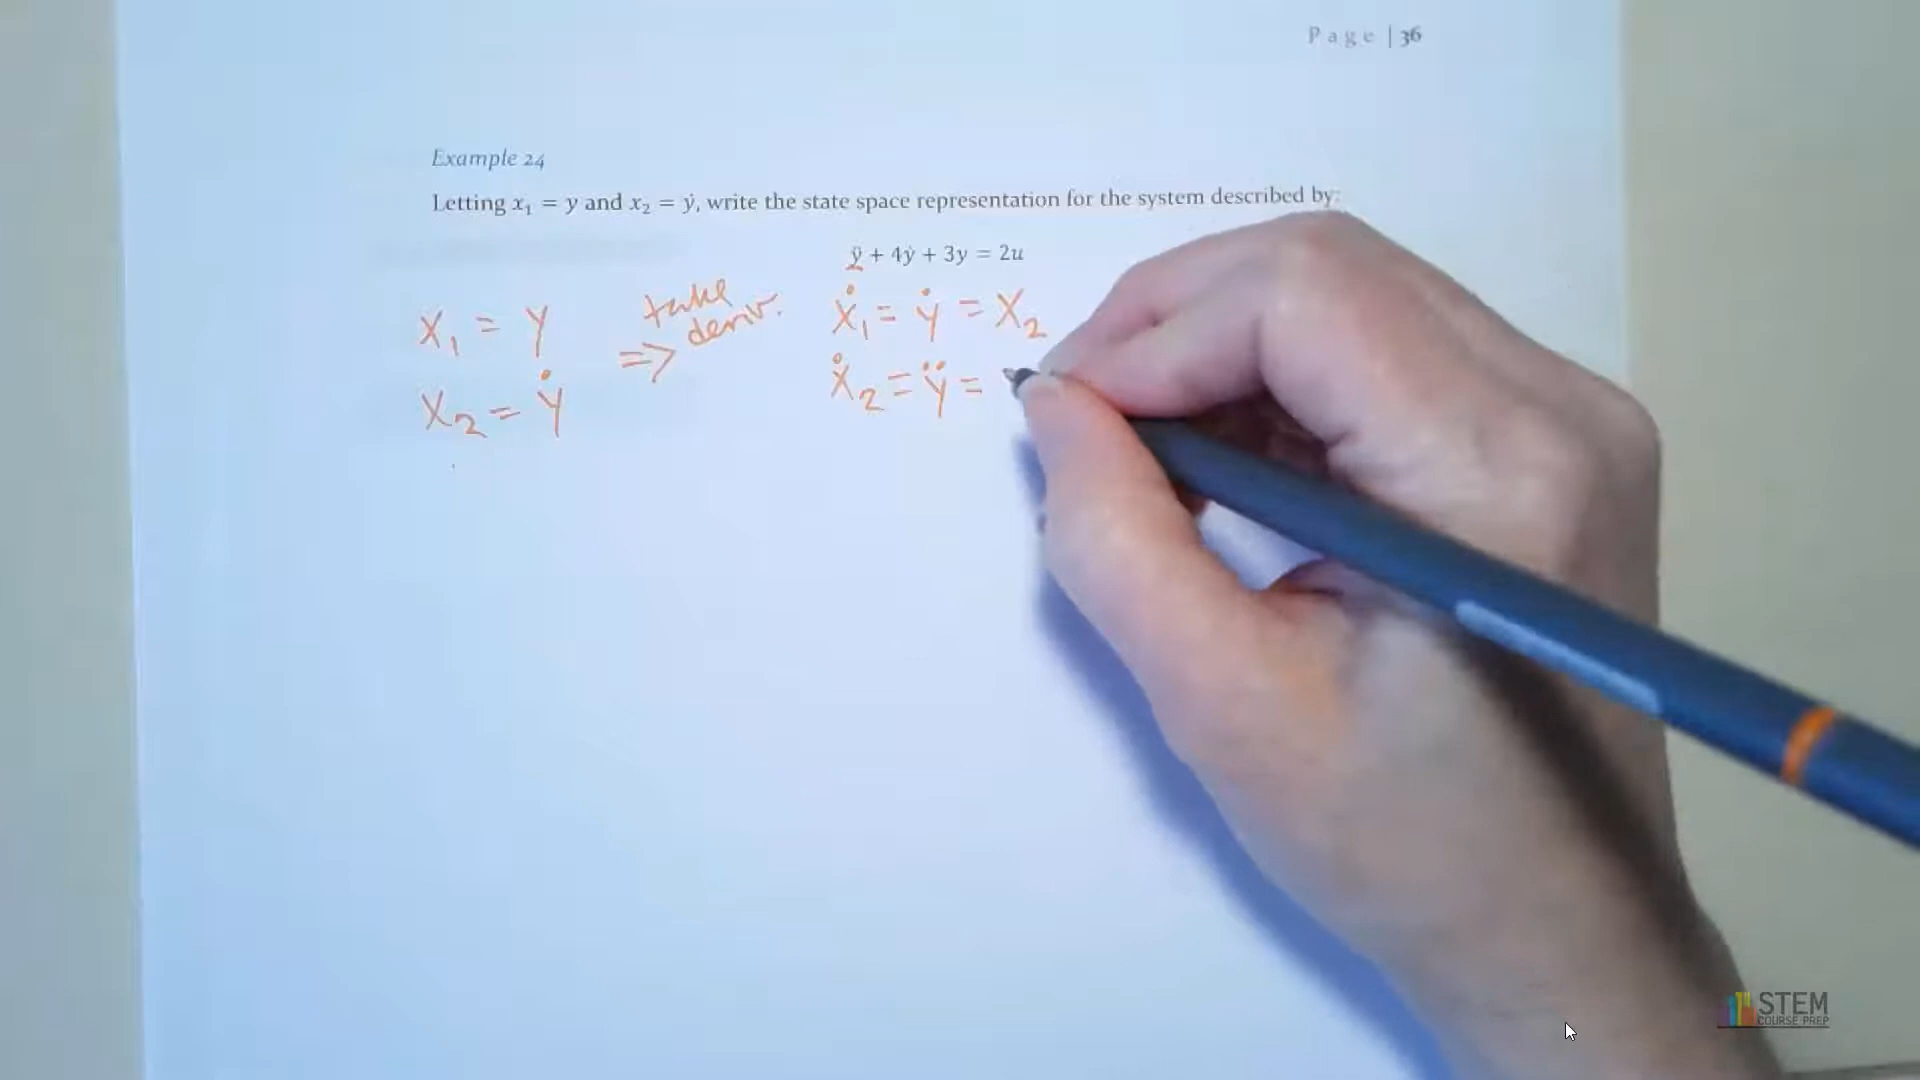 Page | 36
Example 24
Letting x₁ = y and x₂ = ẏ, write the state space representation for the system described by:
ÿ + 4ẏ + 3y = 2u
X₁ = Y
X₂ = Ẏ
take deriv.
=>
Ẋ₁ = Ẏ = X₂
Ẋ₂ = Ÿ =
STEM
COURSE PREP